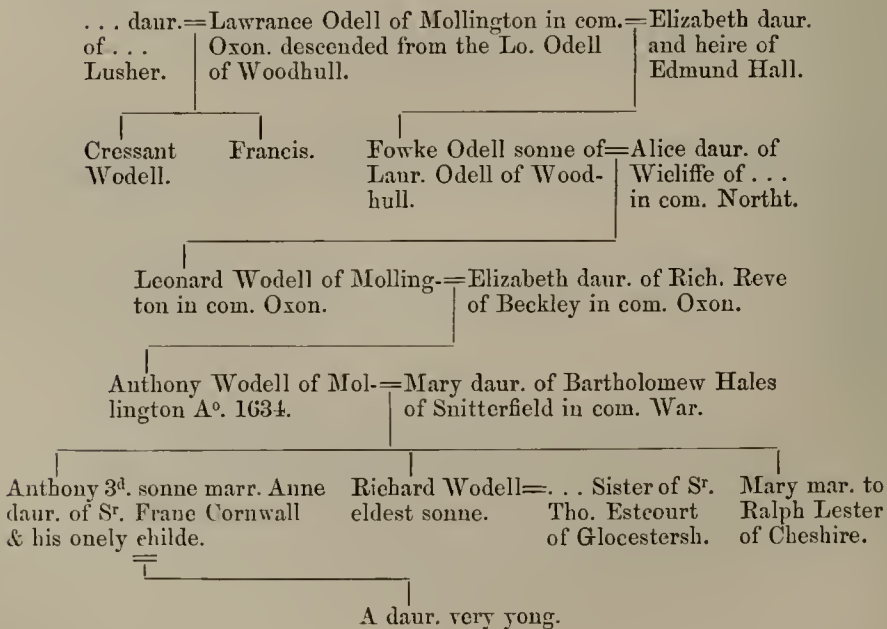 . . . daur.=Lawrance Odell of Mollington in com.=Elizabeth daur.
of . . . Oxon. descended from the Lo. Odell and heire of
Lusher. of Woodhull. Edmund Hall.
Cressant Francis. Fowke Odell sonne of=Alice daur. of
Wodell. Laur. Odell of Wood- Wicliffe of . . .
hull. in com. Northt.
Leonard Wodell of Molling-=Elizabeth daur. of Rich. Reve
ton in com. Oxon. of Beckley in com. Oxon.
Anthony Wodell of Mol-=Mary daur. of Bartholomew Hales
lington Aº. 1634. of Snitterfield in com. War.
Anthony 3ᵈ. sonne marr. Anne Richard Wodell=. . . Sister of Sʳ. Mary mar. to
daur. of Sʳ. Franc Cornwall eldest sonne. Tho. Estcourt Ralph Lester
& his onely childe. of Glocestersh. of Cheshire.
A daur. very yong.